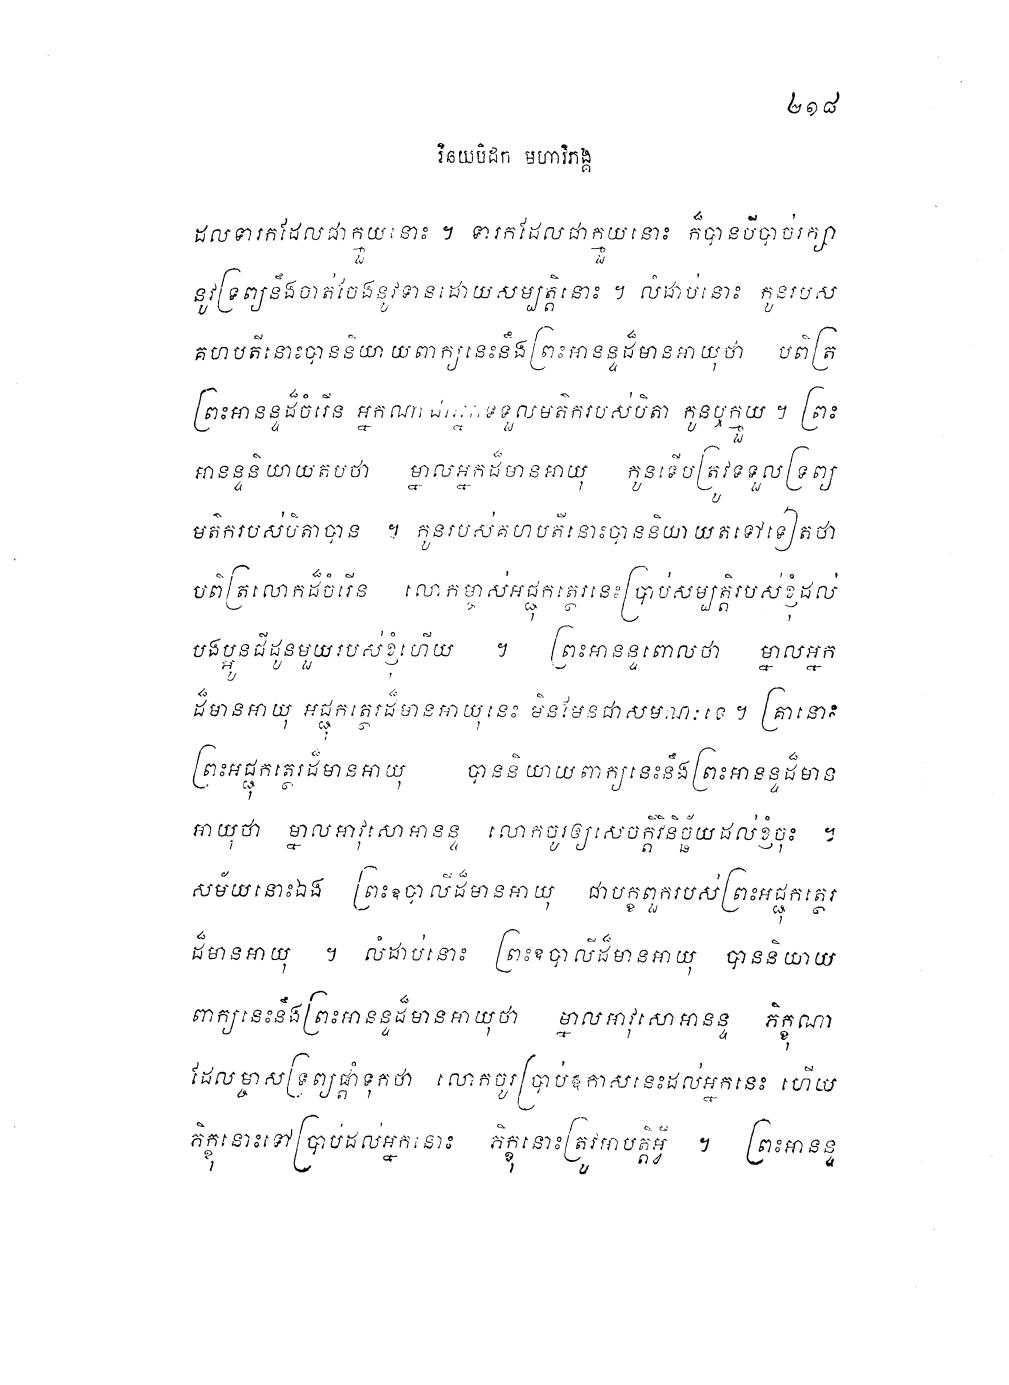 ២១៨
វិនយបិដក មហាវិភង្គ
ដល់ទារកដែលជាក្មួយនោះ ។ ទារកដែលជាក្មួយនោះ ក៏បានបីបាច់រក្សា
នូវទ្រព្យនឹងចាត់ចែងនូវទានដោយសម្បត្តិនោះ ។ លំដាប់នោះ កូនរបស់
គហបតីនោះបាននិយាយពាក្យនេះនឹងព្រះអានន្ទដ៏មានអាយុថា បពិត្រ
ព្រះអានន្ទដ៏ចំរើន អ្នកណា ទទួលមត៌ករបស់បិតា កូនឬក្មួយ ។ ព្រះ
អានន្ទនិយាយតបថា ម្នាលអ្នកដ៏មានអាយុ កូនទើបត្រូវទទួលទ្រព្យ
មត៌ករបស់បិតាបាន ។ កូនរបស់គហបតីនោះបាននិយាយតទៅទៀតថា
បពិត្រលោកដ៏ចំរើន លោកម្ចាស់អជ្ជុកត្ថេរនេះប្រាប់សម្បត្តិរបស់ខ្ញុំដល់
បងប្អូនជីដូនមួយរបស់ខ្ញុំហើយ ។ ព្រះអានន្ទពោលថា ម្នាលអ្នក
ដ៏មានអាយុ អជ្ជុកត្ថេរដ៏មានអាយុនេះ មិនមែនជាសមណៈទេ ។ គ្រានោះ
ព្រះអជ្ជុកត្ថេរដ៏មានអាយុ បាននិយាយពាក្យនេះនឹងព្រះអានន្ទដ៏មាន
អាយុថា ម្នាលអាវុសោអានន្ទ លោកចូរឲ្យសេចក្តីវិនិច្ឆ័យដល់ខ្ញុំចុះ ។
សម័យនោះឯង ព្រះឧបាលីដ៏មានអាយុ ជាបក្ខពួករបស់ព្រះអជ្ជុកត្ថេរ
ដ៏មានអាយុ ។ លំដាប់នោះ ព្រះឧបាលីដ៏មានអាយុ បាននិយាយ
ពាក្យនេះនឹងព្រះអានន្ទដ៏មានអាយុថា ម្នាលអាវុសោអានន្ទ ភិក្ខុណា
ដែលម្ចាស់ទ្រព្យផ្តាំទុកថា លោកចូរប្រាប់ឧកាសនេះដល់អ្នកនេះ ហើយ
ភិក្ខុនោះទៅប្រាប់ដល់អ្នកនោះ ភិក្ខុនោះត្រូវអាបត្តិអ្វី ។ ព្រះអានន្ទ